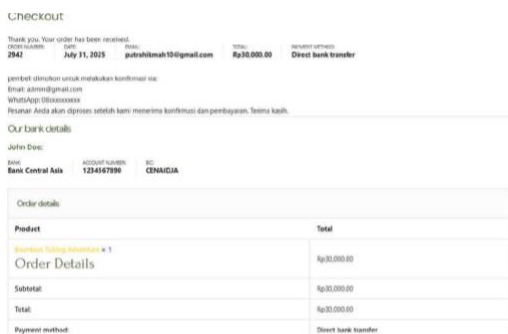 Checkout
Thank you. Your order has been received.
ORDER NUMBER: DATE: EMAIL: TOTAL: PAYMENT METHOD:
2942 July 31, 2025 putrahikmah10@gmail.com Rp30,000.00 Direct bank transfer
pembeli dimohon untuk melakukan konfirmasi via:
Email: admin@gmail.com
WhatsApp:
Pesanan Anda akan diproses setelah kami menerima konfirmasi dan pembayaran. Terima kasih.
Our bank details
John Doe:
BANK: ACCOUNT NUMBER: BIC:
Bank Central Asia 1234567890 CENAIDJA
Order details
Product Total
Tubing Adventure × 1
Order Details
Rp30,000.00
Subtotal: Rp30,000.00
Total: Rp30,000.00
Payment method: Direct bank transfer